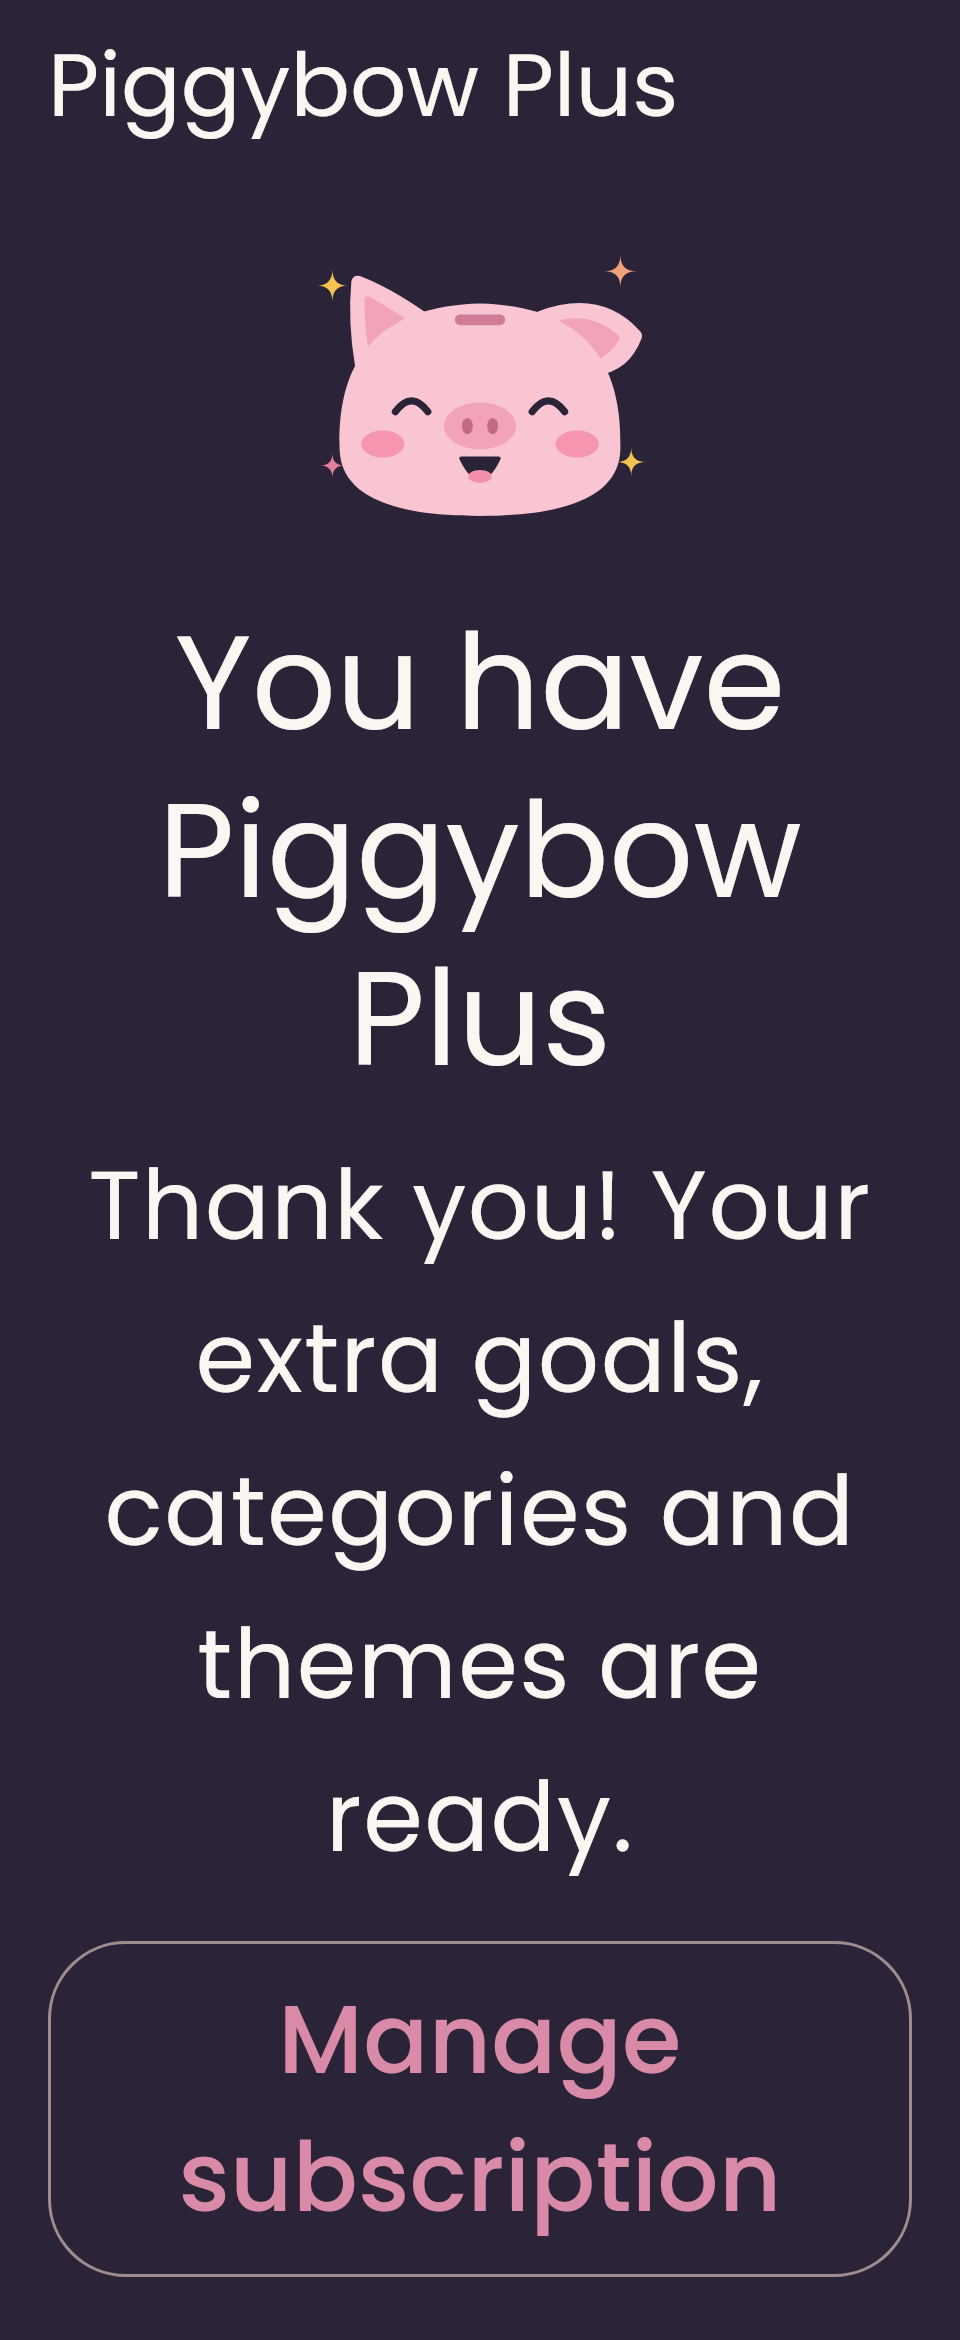 Piggybow Plus
You have
Piggybow
Plus
Thank you! Your
extra goals,
categories and
themes are
ready.
Manage
subscription